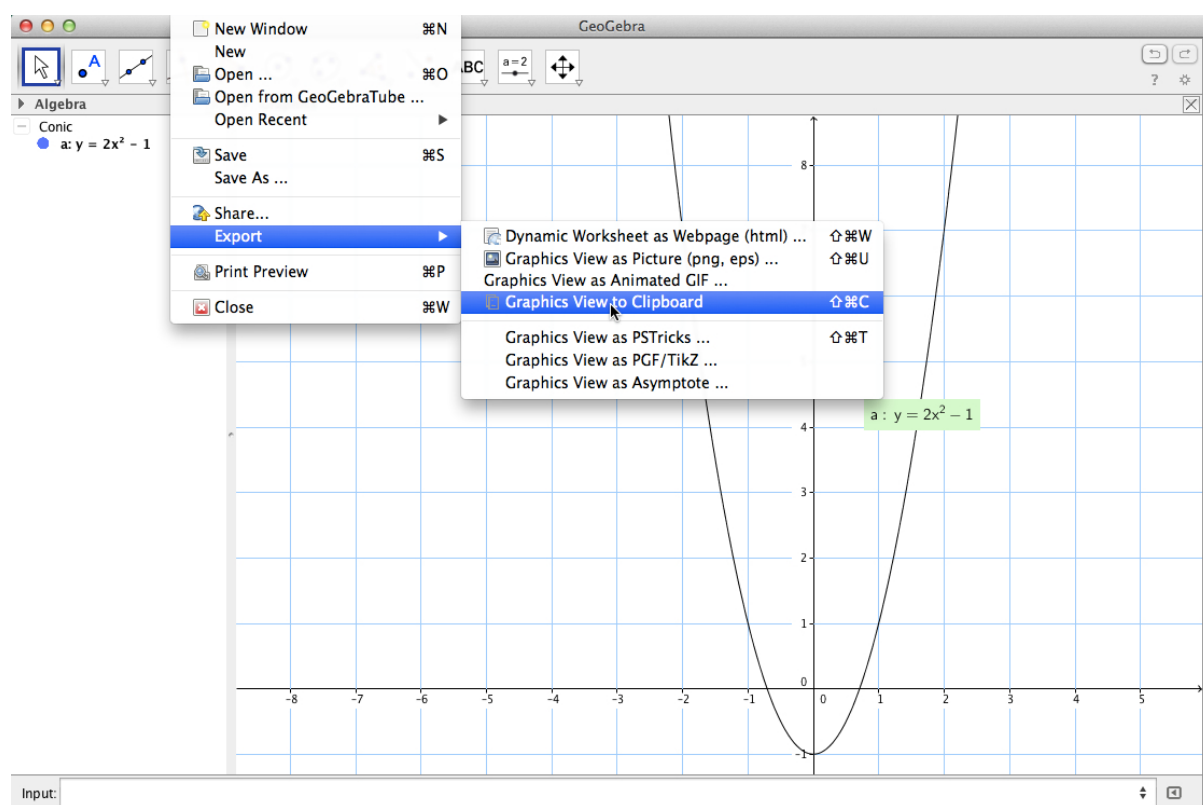 GeoGebra
New Window ⌘N
New
Open ... ⌘O
Open from GeoGebraTube ...
Open Recent ▶
Save ⌘S
Save As ...
Share...
Export ▶
Print Preview ⌘P
Close ⌘W
A
ABC
a=2
?
Algebra
Conic
a: y = 2x² – 1
Dynamic Worksheet as Webpage (html) ... ⇧⌘W
Graphics View as Picture (png, eps) ... ⇧⌘U
Graphics View as Animated GIF ...
Graphics View to Clipboard ⇧⌘C
Graphics View as PSTricks ... ⇧⌘T
Graphics View as PGF/TikZ ...
Graphics View as Asymptote ...
a : y = 2x² – 1
8
4
3
2
1
0
-8 -7 -6 -5 -4 -3 -2 -1 0 1 2 3 4 5
-1
Input: